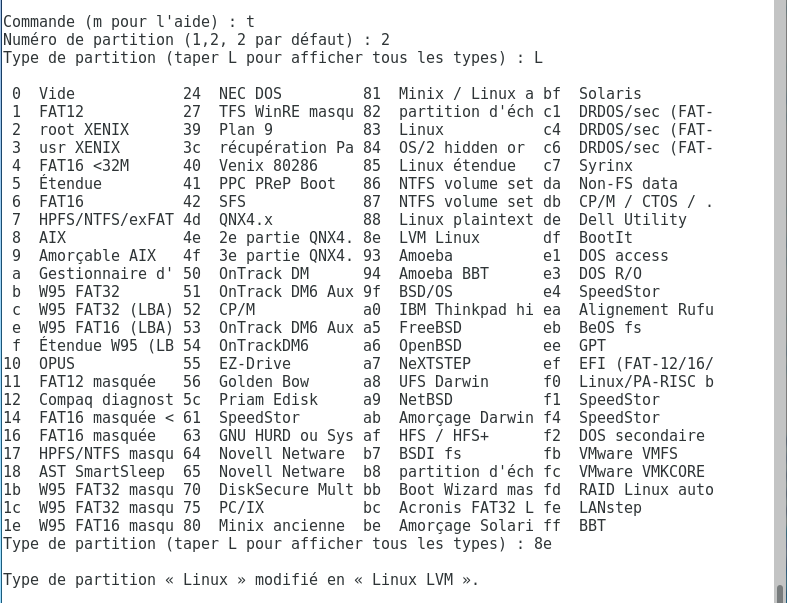 Commande (m pour l'aide) : t
Numéro de partition (1,2, 2 par défaut) : 2
Type de partition (taper L pour afficher tous les types) : L
0  Vide            24  NEC DOS         81  Minix / Linux a bf  Solaris
1  FAT12           27  TFS WinRE masqu 82  partition d'éch c1  DRDOS/sec (FAT-
2  root XENIX      39  Plan 9          83  Linux           c4  DRDOS/sec (FAT-
3  usr XENIX       3c  récupération Pa 84  OS/2 hidden or  c6  DRDOS/sec (FAT-
4  FAT16 <32M      40  Venix 80286     85  Linux étendue   c7  Syrinx
5  Étendue         41  PPC PReP Boot   86  NTFS volume set da  Non-FS data
6  FAT16           42  SFS             87  NTFS volume set db  CP/M / CTOS / .
7  HPFS/NTFS/exFAT 4d  QNX4.x          88  Linux plaintext de  Dell Utility
8  AIX             4e  2e partie QNX4. 8e  LVM Linux       df  BootIt
9  Amorçable AIX   4f  3e partie QNX4. 93  Amoeba          e1  DOS access
a  Gestionnaire d' 50  OnTrack DM      94  Amoeba BBT      e3  DOS R/O
b  W95 FAT32       51  OnTrack DM6 Aux 9f  BSD/OS          e4  SpeedStor
c  W95 FAT32 (LBA) 52  CP/M            a0  IBM Thinkpad hi ea  Alignement Rufu
e  W95 FAT16 (LBA) 53  OnTrack DM6 Aux a5  FreeBSD         eb  BeOS fs
f  Étendue W95 (LB 54  OnTrackDM6      a6  OpenBSD         ee  GPT
10  OPUS            55  EZ-Drive        a7  NeXTSTEP        ef  EFI (FAT-12/16/
11  FAT12 masquée   56  Golden Bow      a8  UFS Darwin      f0  Linux/PA-RISC b
12  Compaq diagnost 5c  Priam Edisk     a9  NetBSD          f1  SpeedStor
14  FAT16 masquée < 61  SpeedStor       ab  Amorçage Darwin f4  SpeedStor
16  FAT16 masquée   63  GNU HURD ou Sys af  HFS / HFS+      f2  DOS secondaire
17  HPFS/NTFS masqu 64  Novell Netware  b7  BSDI fs         fb  VMware VMFS
18  AST SmartSleep  65  Novell Netware  b8  partition d'éch fc  VMware VMKCORE
1b  W95 FAT32 masqu 70  DiskSecure Mult bb  Boot Wizard mas fd  RAID Linux auto
1c  W95 FAT32 masqu 75  PC/IX           bc  Acronis FAT32 L fe  LANstep
1e  W95 FAT16 masqu 80  Minix ancienne  be  Amorçage Solari ff  BBT
Type de partition (taper L pour afficher tous les types) : 8e
Type de partition « Linux » modifié en « Linux LVM ».